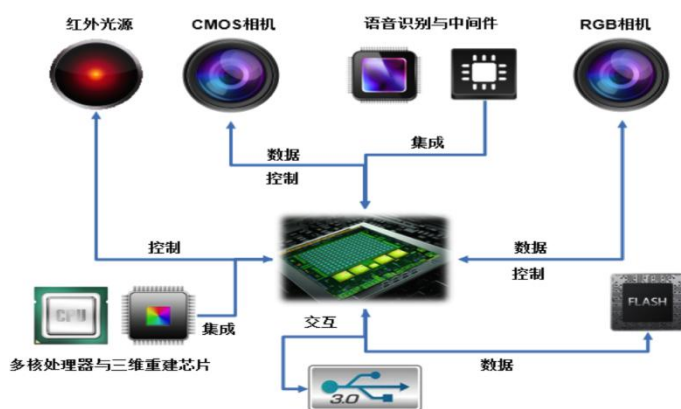 红外光源
CMOS相机
语音识别与中间件
RGB相机
数据
集成
控制
控制
数据
控制
CPU
集成
FLASH
多核处理器与三维重建芯片
交互
数据
3.0